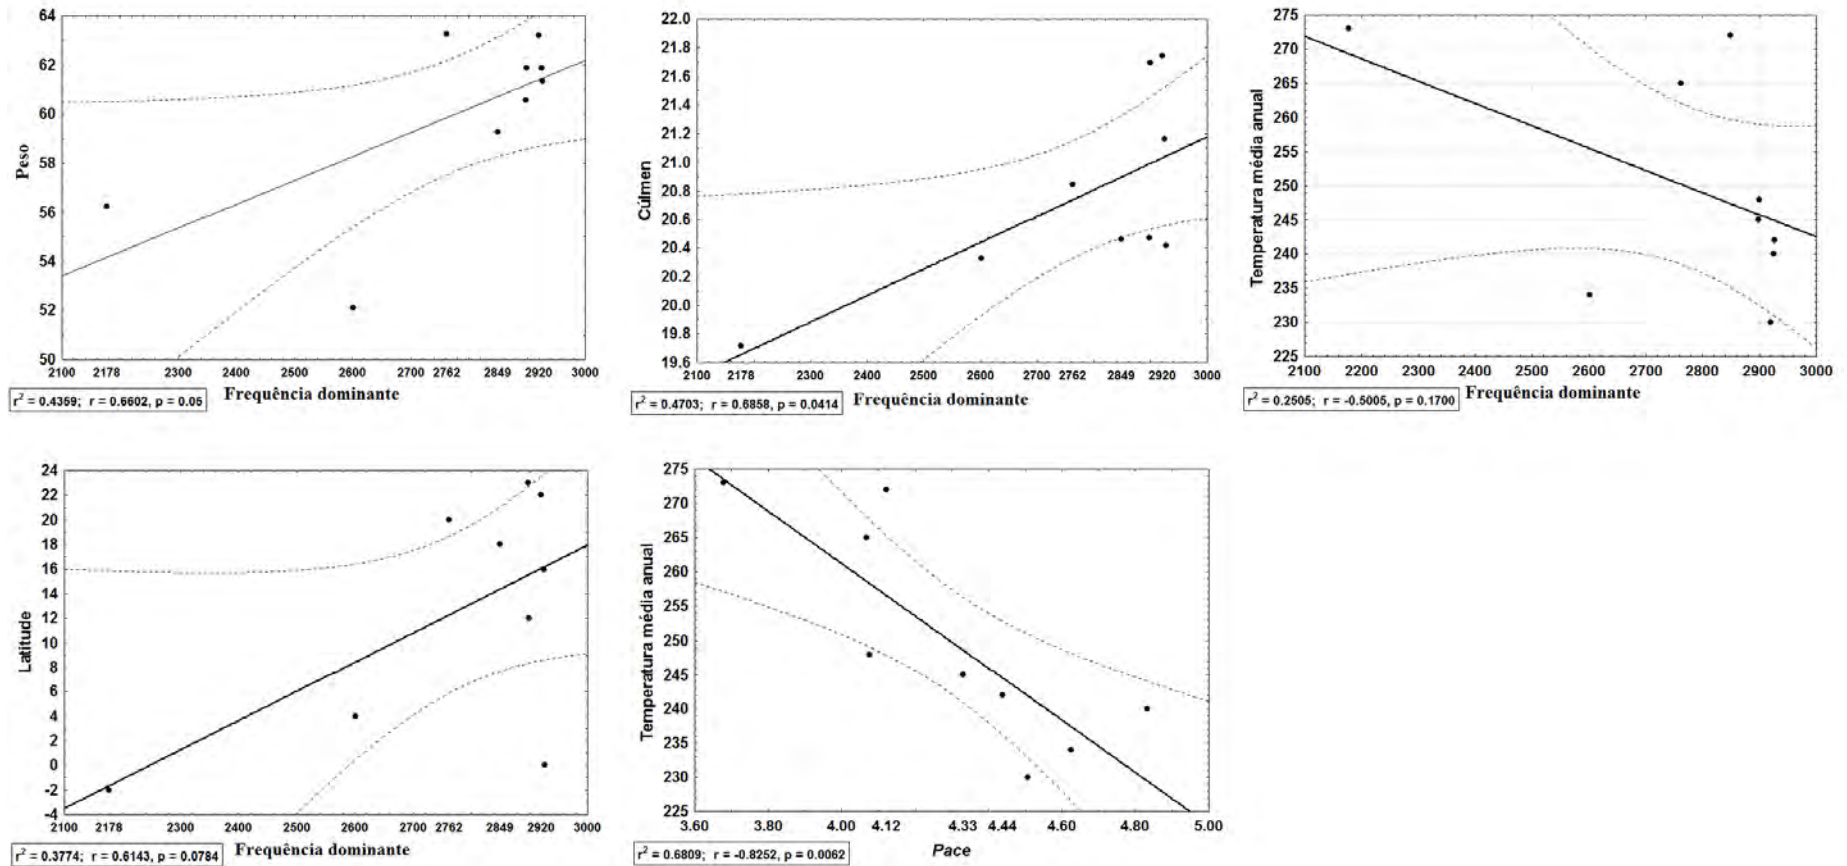 64
62
60
58
56
54
52
50
Peso
2100 2178 2300 2400 2500 2600 2700 2762 2849 2920 3000
r² = 0.4359; r = 0.6602, p = 0.05
Frequência dominante
22.0
21.8
21.6
21.4
21.2
21.0
20.8
20.6
20.4
20.2
20.0
19.8
19.6
Cúlmen
2100 2178 2300 2400 2500 2600 2700 2762 2849 2920 3000
r² = 0.4703; r = 0.6858, p = 0.0414
Frequência dominante
275
270
265
260
255
250
245
240
235
230
225
Temperatura média anual
2100 2200 2300 2400 2500 2600 2700 2800 2900 3000
r² = 0.2505; r = -0.5005, p = 0.1700
Frequência dominante
24
22
20
18
16
14
12
10
8
6
4
2
0
-2
-4
Latitude
2100 2178 2300 2400 2500 2600 2700 2762 2849 2920 3000
r² = 0.3774; r = 0.6143, p = 0.0784
Frequência dominante
275
270
265
260
255
250
245
240
235
230
225
Temperatura média anual
3.60 3.80 4.00 4.12 4.33 4.44 4.60 4.80 5.00
r² = 0.6809; r = -0.8252, p = 0.0062
Pace